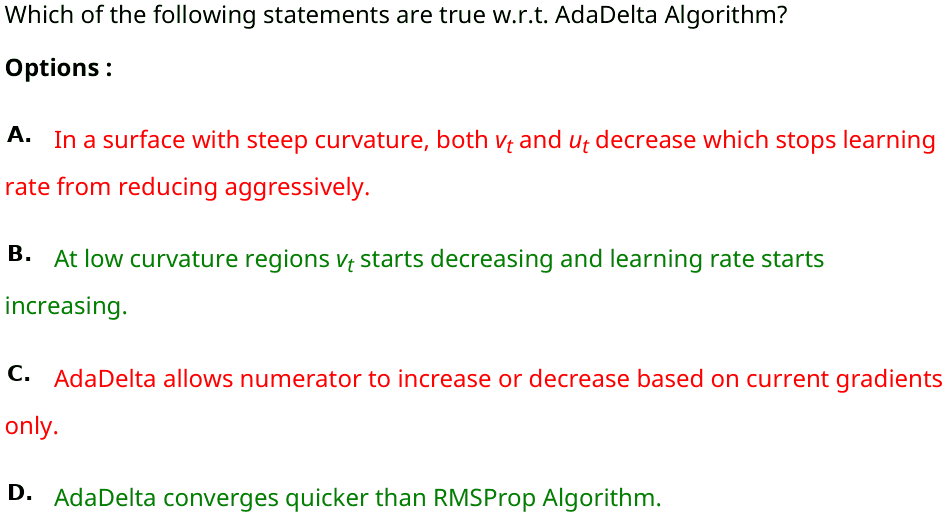 Which of the following statements are true w.r.t. AdaDelta Algorithm?
Options :
A. In a surface with steep curvature, both vt and ut decrease which stops learning
rate from reducing aggressively.
B. At low curvature regions vt starts decreasing and learning rate starts
increasing.
C. AdaDelta allows numerator to increase or decrease based on current gradients
only.
D. AdaDelta converges quicker than RMSProp Algorithm.